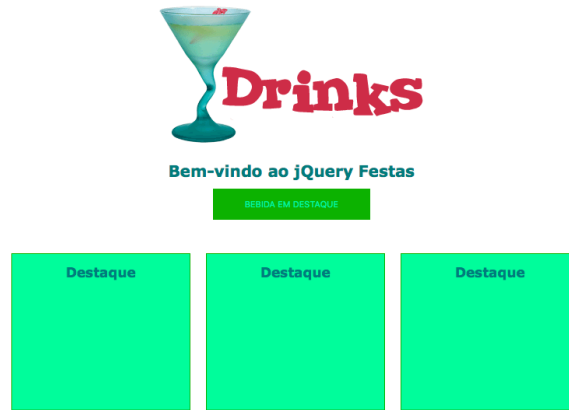 Drinks
Bem-vindo ao jQuery Festas
BEBIDA EM DESTAQUE
Destaque
Destaque
Destaque